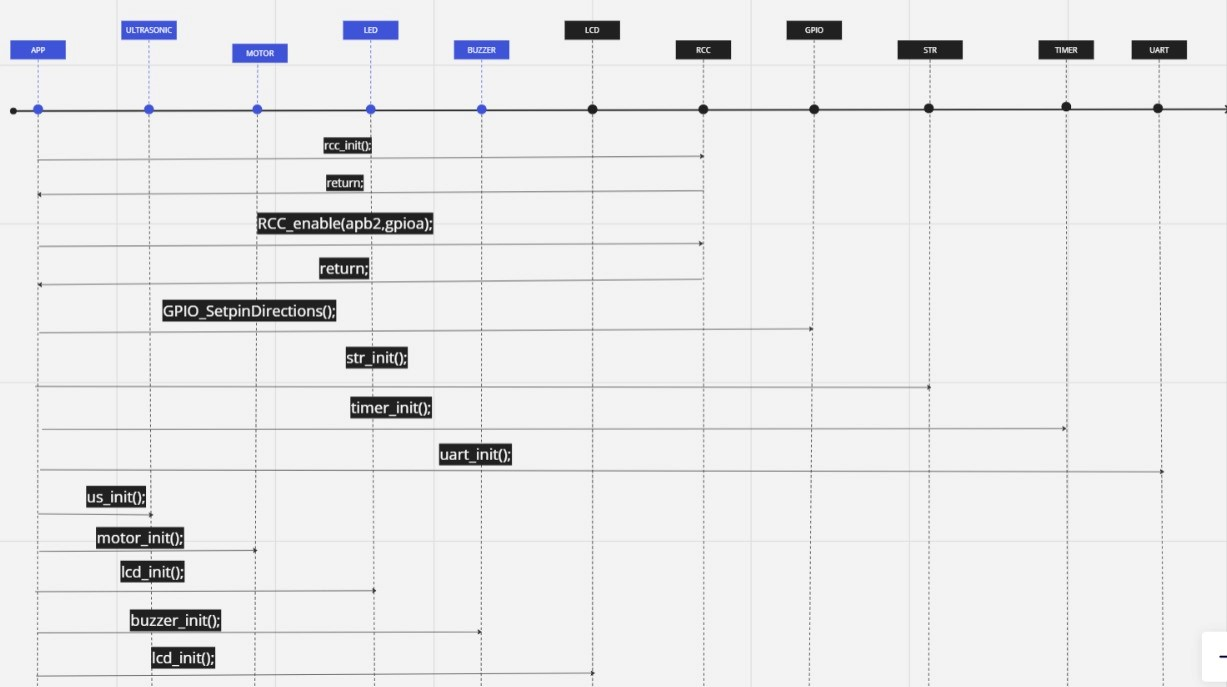 ULTRASONIC
LED
LCD
GPIO
APP
MOTOR
BUZZER
RCC
STR
TIMER
UART
rcc_init();
return;
RCC_enable(apb2,gpioa);
return;
GPIO_SetpinDirections();
str_init();
timer_init();
uart_init();
us_init();
motor_init();
lcd_init();
buzzer_init();
lcd_init();